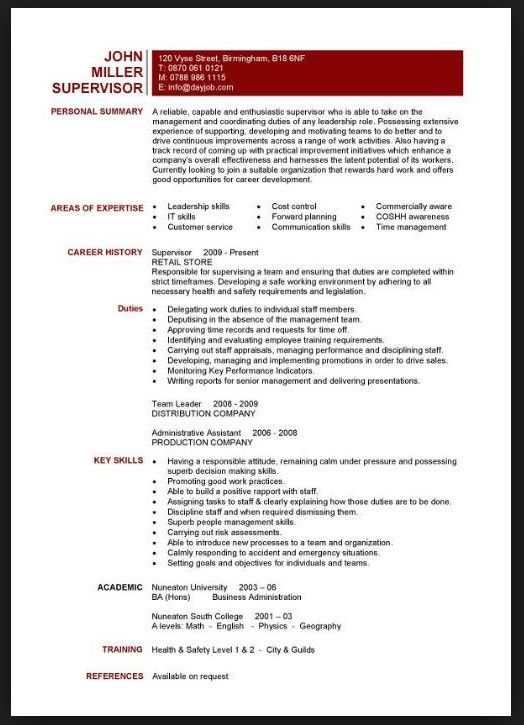 JOHN
MILLER
SUPERVISOR
120 Vyse Street, Birmingham, B18 6NF
T: 0870 061 0121
M: 0788 986 1115
E: info@dayjob.com
PERSONAL SUMMARY
A reliable, capable and enthusiastic supervisor who is able to take on the
management and coordinating duties of any leadership role. Possessing extensive
experience of supporting, developing and motivating teams to do better and to
drive continuous improvements across a range of work activities. Also having a
track record of coming up with practical improvement initiatives which enhance a
company's overall effectiveness and harnesses the latent potential of its workers.
Currently looking to join a suitable organization that rewards hard work and offers
good opportunities for career development.
AREAS OF EXPERTISE
• Leadership skills • Cost control • Commercially aware
• IT skills • Forward planning • COSHH awareness
• Customer service • Communication skills • Time management
CAREER HISTORY
Supervisor 2009 - Present
RETAIL STORE
Responsible for supervising a team and ensuring that duties are completed within
strict timeframes. Developing a safe working environment by adhering to all
necessary health and safety requirements and legislation.
Duties
• Delegating work duties to individual staff members.
• Deputising in the absence of the management team.
• Approving time records and requests for time off.
• Identifying and evaluating employee training requirements.
• Carrying out staff appraisals, managing performance and disciplining staff.
• Developing, managing and implementing promotions in order to drive sales.
• Monitoring Key Performance Indicators.
• Writing reports for senior management and delivering presentations.
Team Leader 2008 - 2009
DISTRIBUTION COMPANY
Administrative Assistant 2006 - 2008
PRODUCTION COMPANY
KEY SKILLS
• Having a responsible attitude, remaining calm under pressure and possessing
superb decision making skills.
• Promoting good work practices.
• Able to build a positive rapport with staff.
• Assigning tasks to staff & clearly explaining how those duties are to be done.
• Discipline staff and when required dismissing them.
• Superb people management skills.
• Carrying out risk assessments.
• Able to introduce new processes to a team and organization.
• Calmly responding to accident and emergency situations.
• Setting goals and objectives for individuals and teams.
ACADEMIC
Nuneaton University 2003 – 06
BA (Hons) Business Administration
Nuneaton South College 2001 – 03
A levels: Math - English - Physics - Geography
TRAINING
Health & Safety Level 1 & 2 - City & Guilds
REFERENCES
Available on request